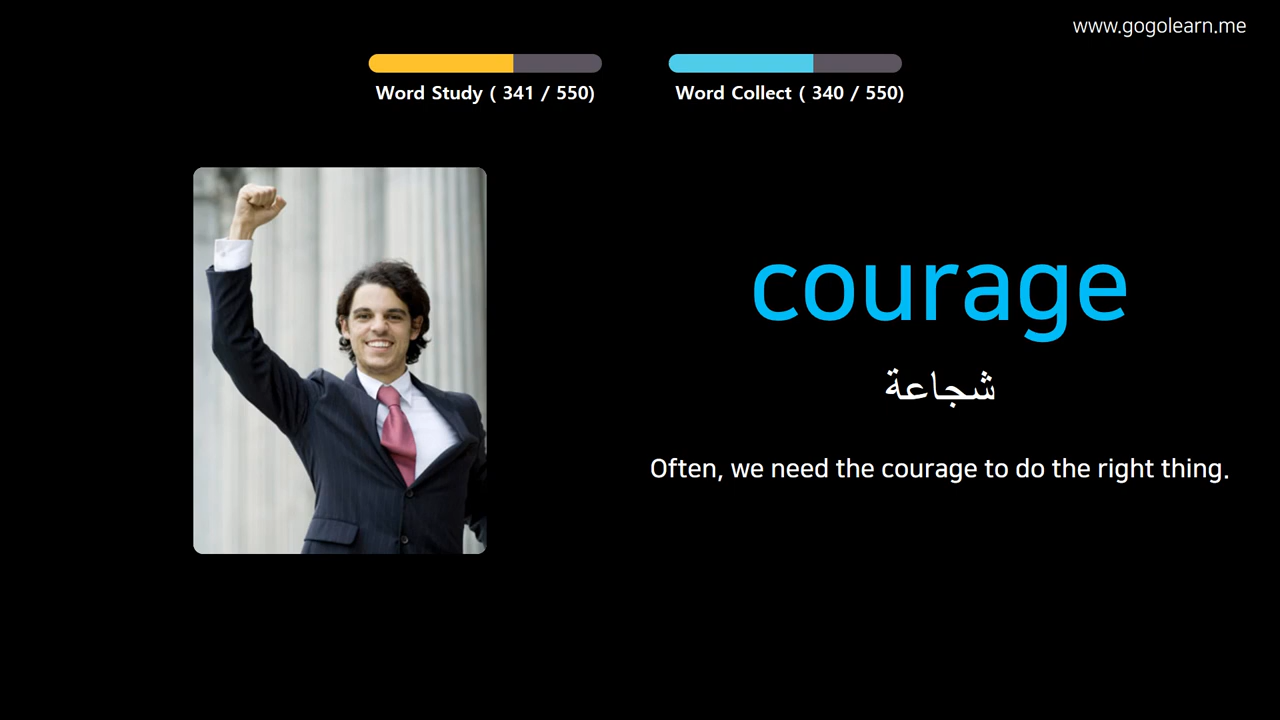 www.gogolearn.me
Word Study ( 341 / 550)
Word Collect ( 340 / 550)
courage
شجاعة
Often, we need the courage to do the right thing.